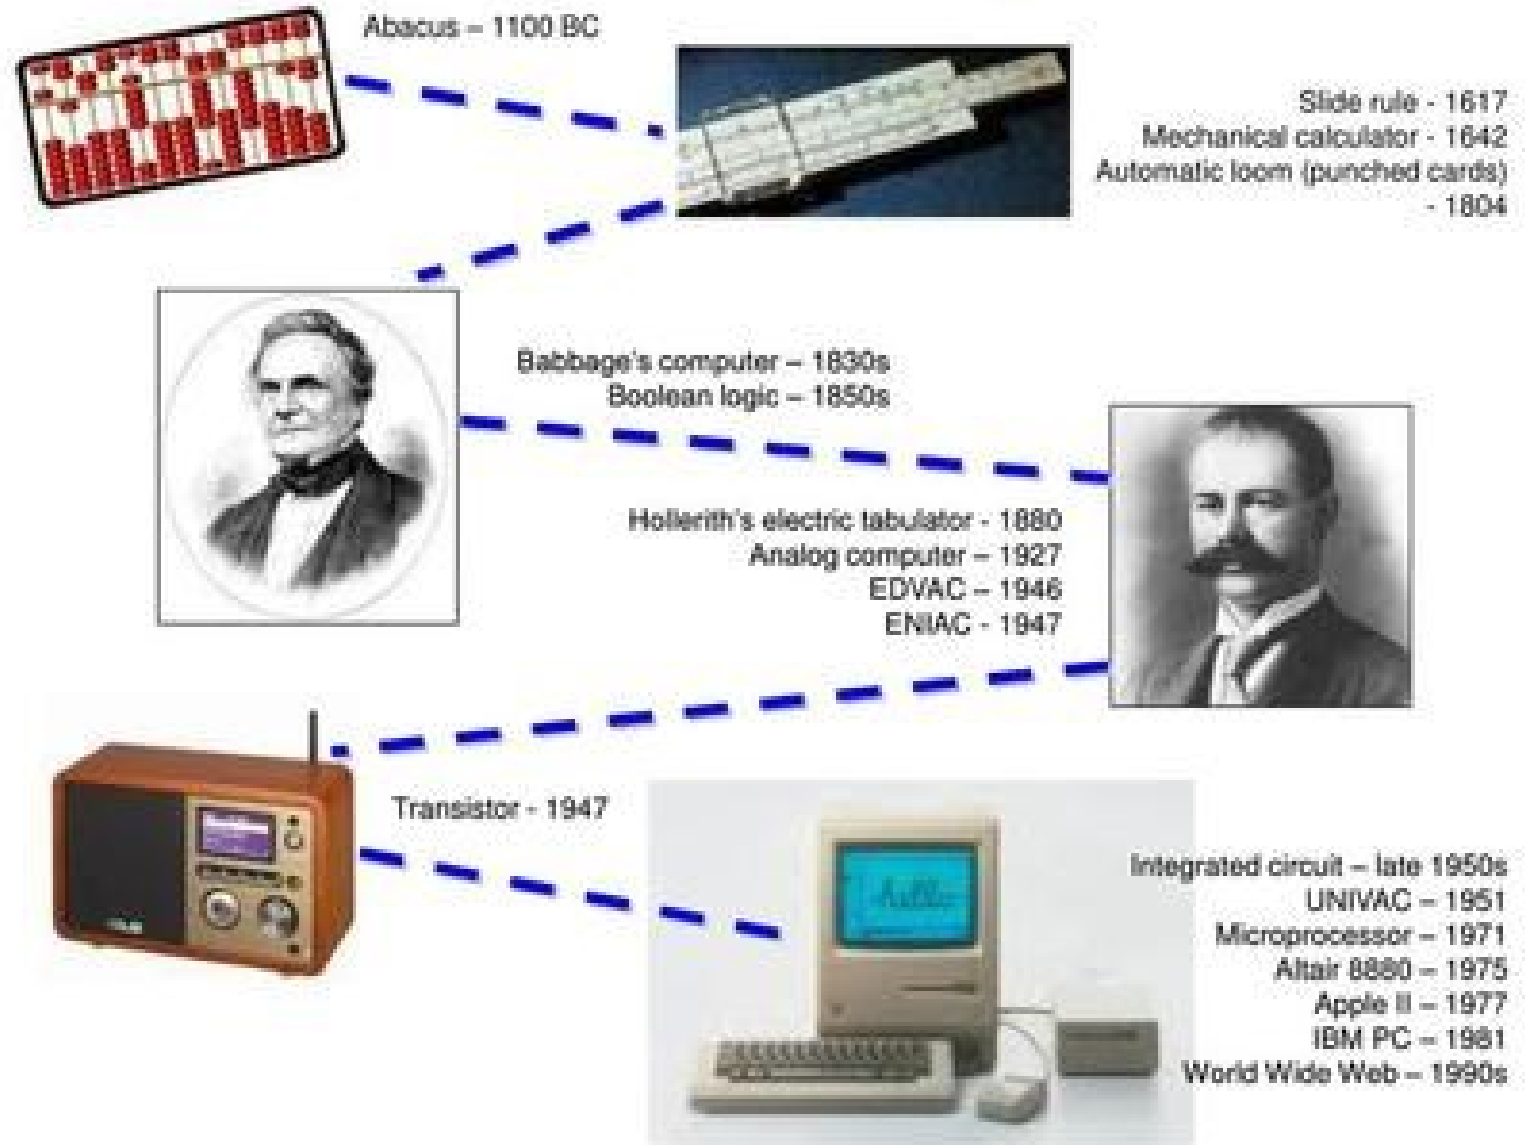 Abacus – 1100 BC
Slide rule - 1617
Mechanical calculator - 1642
Automatic loom (punched cards)
- 1804
Babbage's computer – 1830s
Boolean logic – 1850s
Hollerith's electric tabulator - 1880
Analog computer – 1927
EDVAC – 1946
ENIAC - 1947
Transistor - 1947
hello
Integrated circuit – late 1950s
UNIVAC – 1951
Microprocessor – 1971
Altair 8880 – 1975
Apple II – 1977
IBM PC – 1981
World Wide Web – 1990s